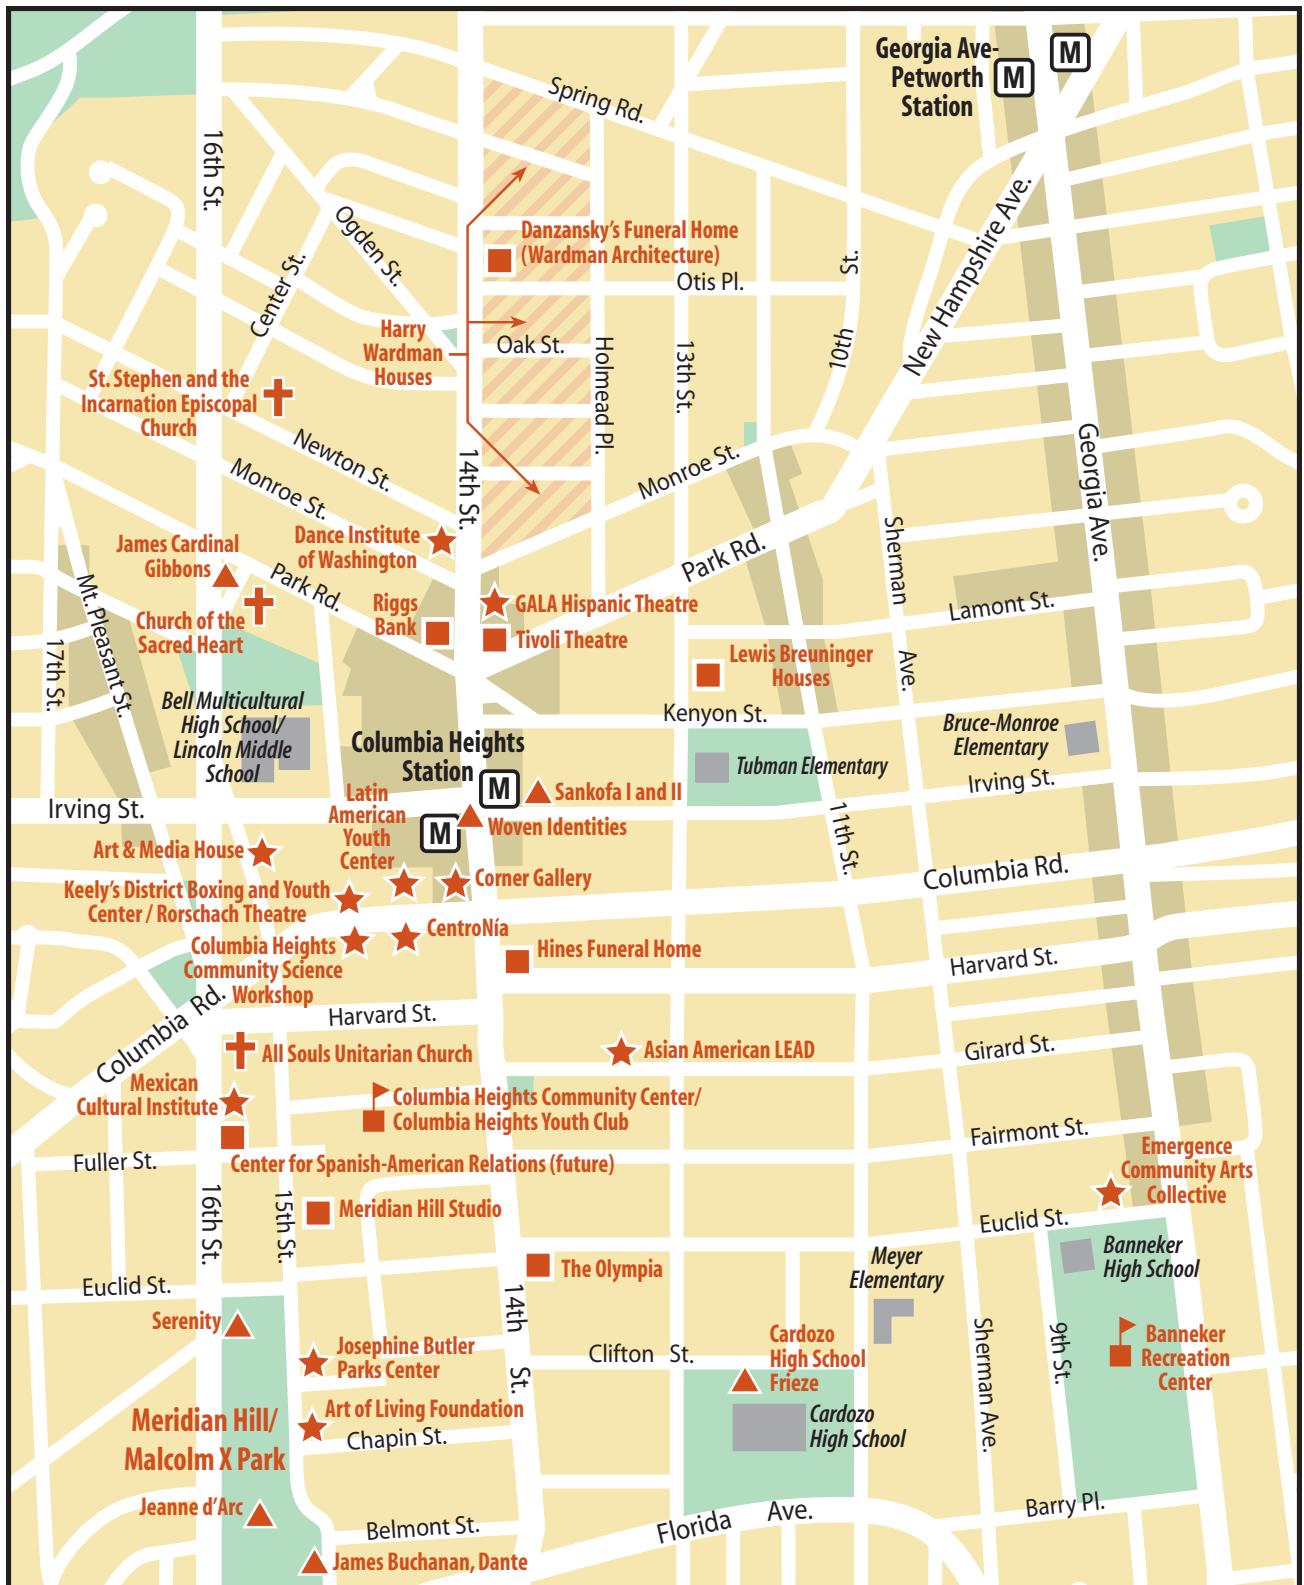 Georgia Ave-
Petworth
Station
M
M
Spring Rd.
16th St.
Ogden St.
Center St.
Danzansky's Funeral Home
(Wardman Architecture)
Otis Pl.
10th St.
New Hampshire Ave.
Harry
Wardman
Houses
Oak St.
Holmead Pl.
13th St.
St. Stephen and the
Incarnation Episcopal
Church
Newton St.
Monroe St.
14th St.
Monroe St.
Georgia Ave.
Dance Institute
of Washington
James Cardinal
Gibbons
Park Rd.
Park Rd.
Sherman Ave.
Mt. Pleasant St.
Riggs
Bank
GALA Hispanic Theatre
Tivoli Theatre
Lamont St.
Church of the
Sacred Heart
17th St.
Lewis Breuninger
Houses
Bell Multicultural
High School/
Lincoln Middle
School
Kenyon St.
Bruce-Monroe
Elementary
Columbia Heights
Station
M
M
Tubman Elementary
Irving St.
Irving St.
Latin
American
Youth
Center
Sankofa I and II
Woven Identities
11th St.
Art & Media House
Corner Gallery
Columbia Rd.
Keely's District Boxing and Youth
Center / Rorschach Theatre
CentroNía
Columbia Heights
Community Science
Workshop
Hines Funeral Home
Harvard St.
Columbia Rd.
Harvard St.
All Souls Unitarian Church
Asian American LEAD
Girard St.
Mexican
Cultural Institute
Columbia Heights Community Center/
Columbia Heights Youth Club
Fairmont St.
Fuller St.
Center for Spanish-American Relations (future)
Emergence
Community Arts
Collective
16th St.
15th St.
Meridian Hill Studio
Euclid St.
Euclid St.
The Olympia
Meyer
Elementary
Banneker
High School
Serenity
14th St.
Josephine Butler
Parks Center
Clifton St.
Cardozo
High School
Frieze
Sherman Ave.
9th St.
Banneker
Recreation
Center
Meridian Hill/
Malcolm X Park
Art of Living Foundation
Chapin St.
Cardozo
High School
Jeanne d'Arc
Belmont St.
Florida Ave.
Barry Pl.
James Buchanan, Dante